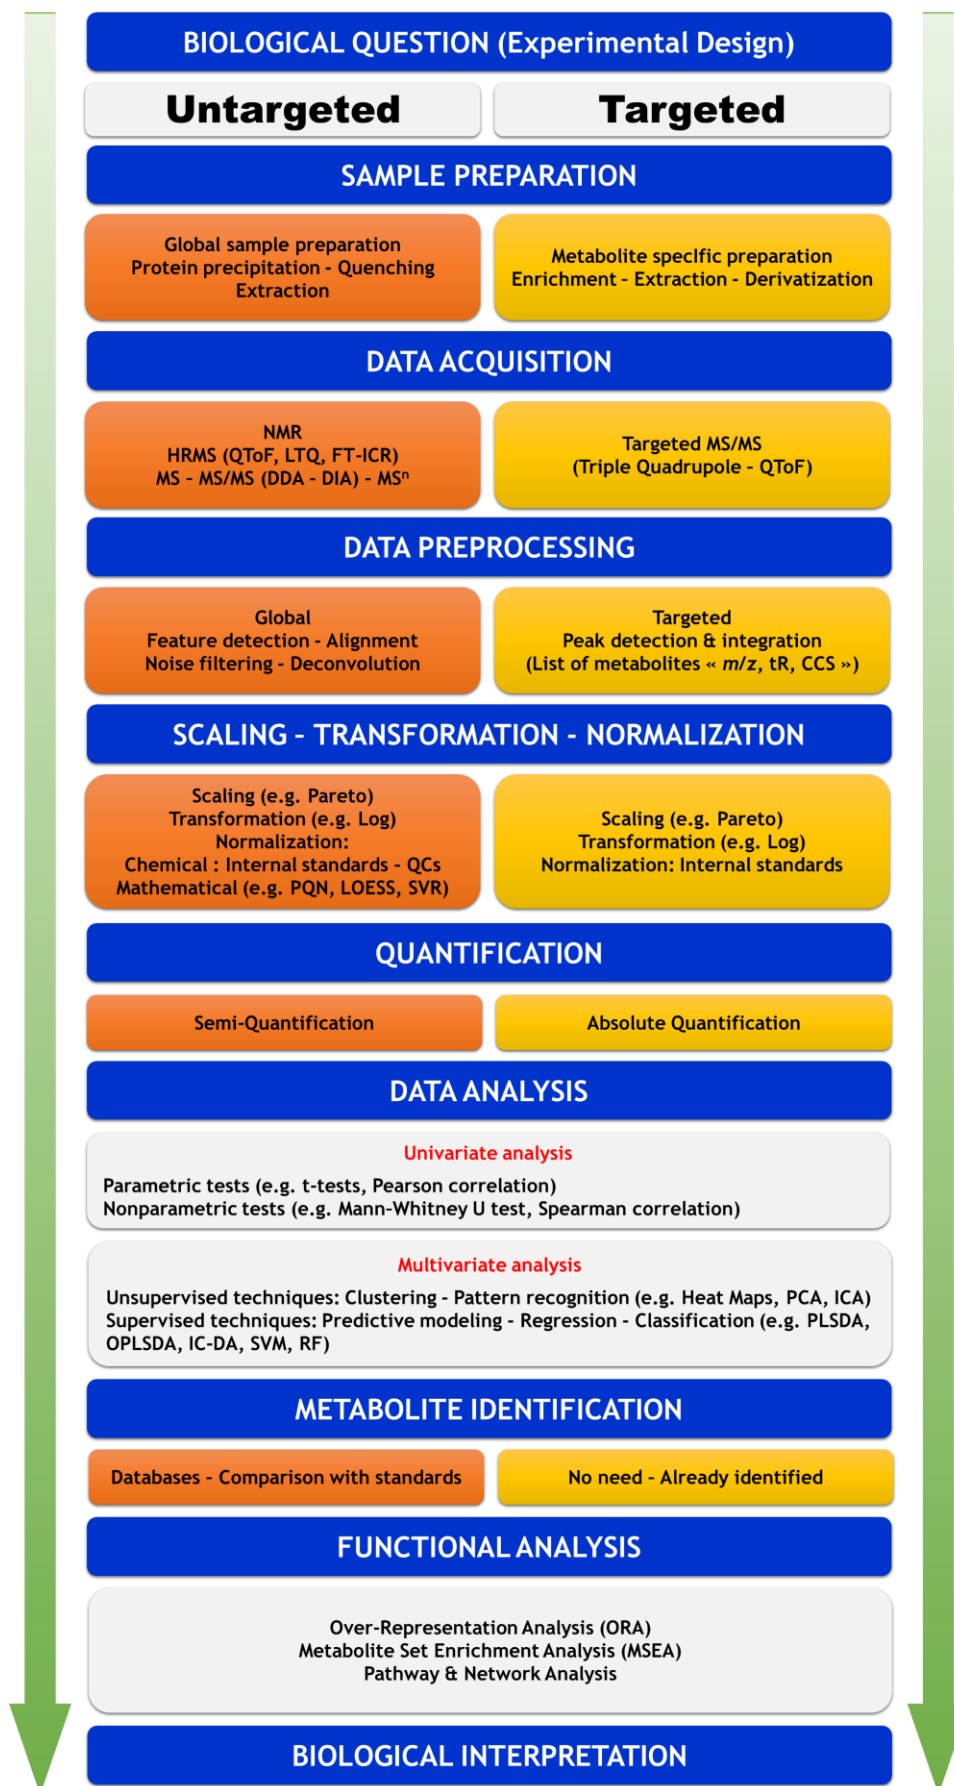 BIOLOGICAL QUESTION (Experimental Design)
Untargeted
Targeted
SAMPLE PREPARATION
Global sample preparation
Protein precipitation - Quenching
Extraction
Metabolite specIfic preparation
Enrichment – Extraction - Derivatization
DATA ACQUISITION
NMR
HRMS (QToF, LTQ, FT-ICR)
MS – MS/MS (DDA – DIA) - MSⁿ
Targeted MS/MS
(Triple Quadrupole – QToF)
DATA PREPROCESSING
Global
Feature detection - Alignment
Noise filtering - Deconvolution
Targeted
Peak detection & integration
(List of metabolites « m/z, tR, CCS »)
SCALING – TRANSFORMATION - NORMALIZATION
Scaling (e.g. Pareto)
Transformation (e.g. Log)
Normalization:
Chemical : Internal standards – QCs
Mathematical (e.g. PQN, LOESS, SVR)
Scaling (e.g. Pareto)
Transformation (e.g. Log)
Normalization: Internal standards
QUANTIFICATION
Semi-Quantification
Absolute Quantification
DATA ANALYSIS
Univariate analysis
Parametric tests (e.g. t-tests, Pearson correlation)
Nonparametric tests (e.g. Mann–Whitney U test, Spearman correlation)
Multivariate analysis
Unsupervised techniques: Clustering - Pattern recognition (e.g. Heat Maps, PCA, ICA)
Supervised techniques: Predictive modeling - Regression - Classification (e.g. PLSDA,
OPLSDA, IC-DA, SVM, RF)
METABOLITE IDENTIFICATION
Databases – Comparison with standards
No need – Already identified
FUNCTIONAL ANALYSIS
Over-Representation Analysis (ORA)
Metabolite Set Enrichment Analysis (MSEA)
Pathway & Network Analysis
BIOLOGICAL INTERPRETATION